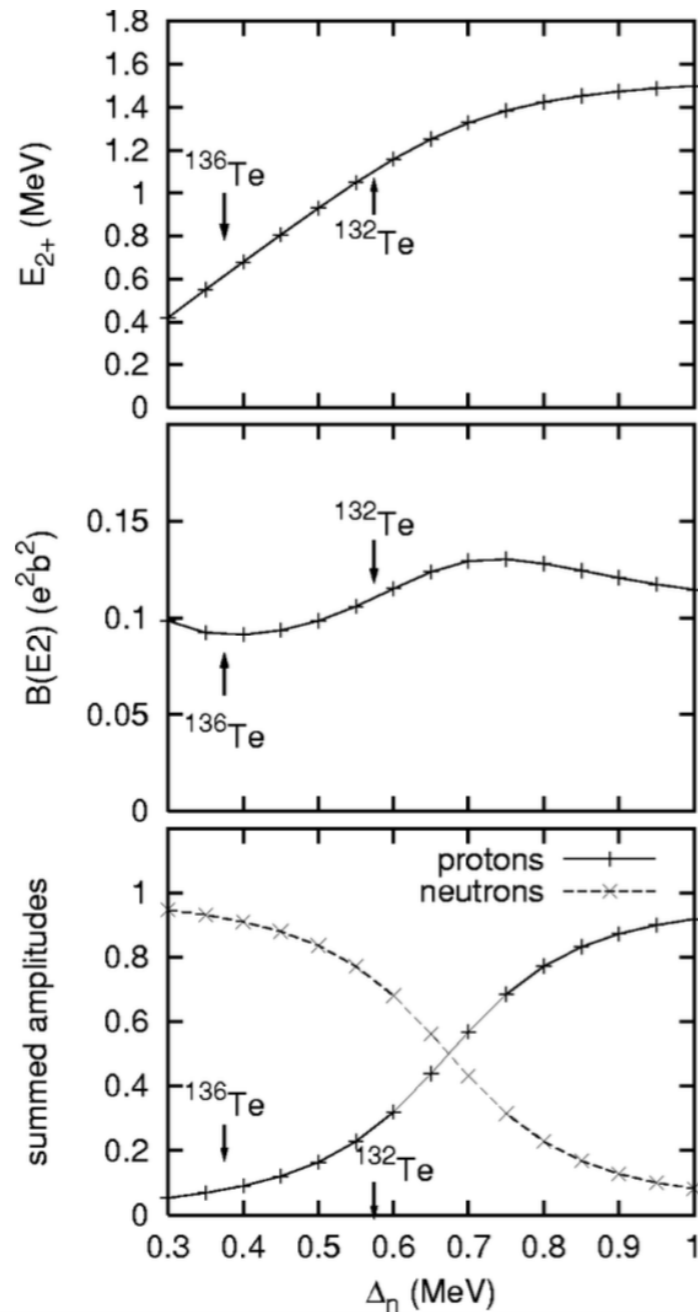 1.8
1.6
1.4
1.2
1
0.8
0.6
0.4
0.2
0
E₂₊ (MeV)
¹³⁶Te
¹³²Te
0.15
0.1
0.05
0
B(E2) (e²b²)
¹³²Te
¹³⁶Te
protons
neutrons
1
0.8
0.6
0.4
0.2
0
summed amplitudes
¹³⁶Te
¹³²Te
0.3 0.4 0.5 0.6 0.7 0.8 0.9 1
Δₙ (MeV)